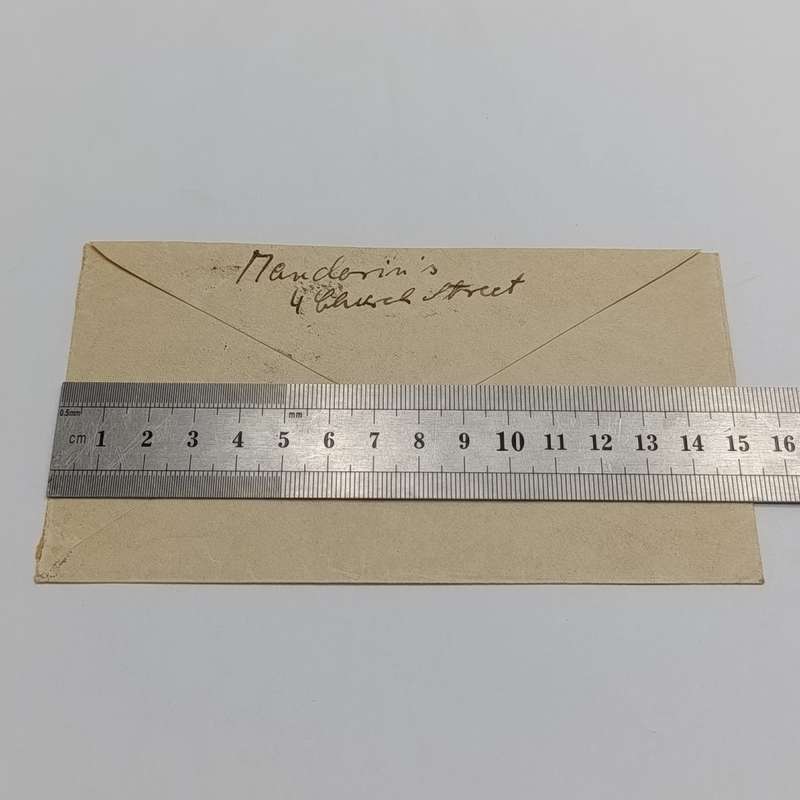 Manderin's
4 Church Street
0.5mm mm
cm 1 2 3 4 5 6 7 8 9 10 11 12 13 14 15 16